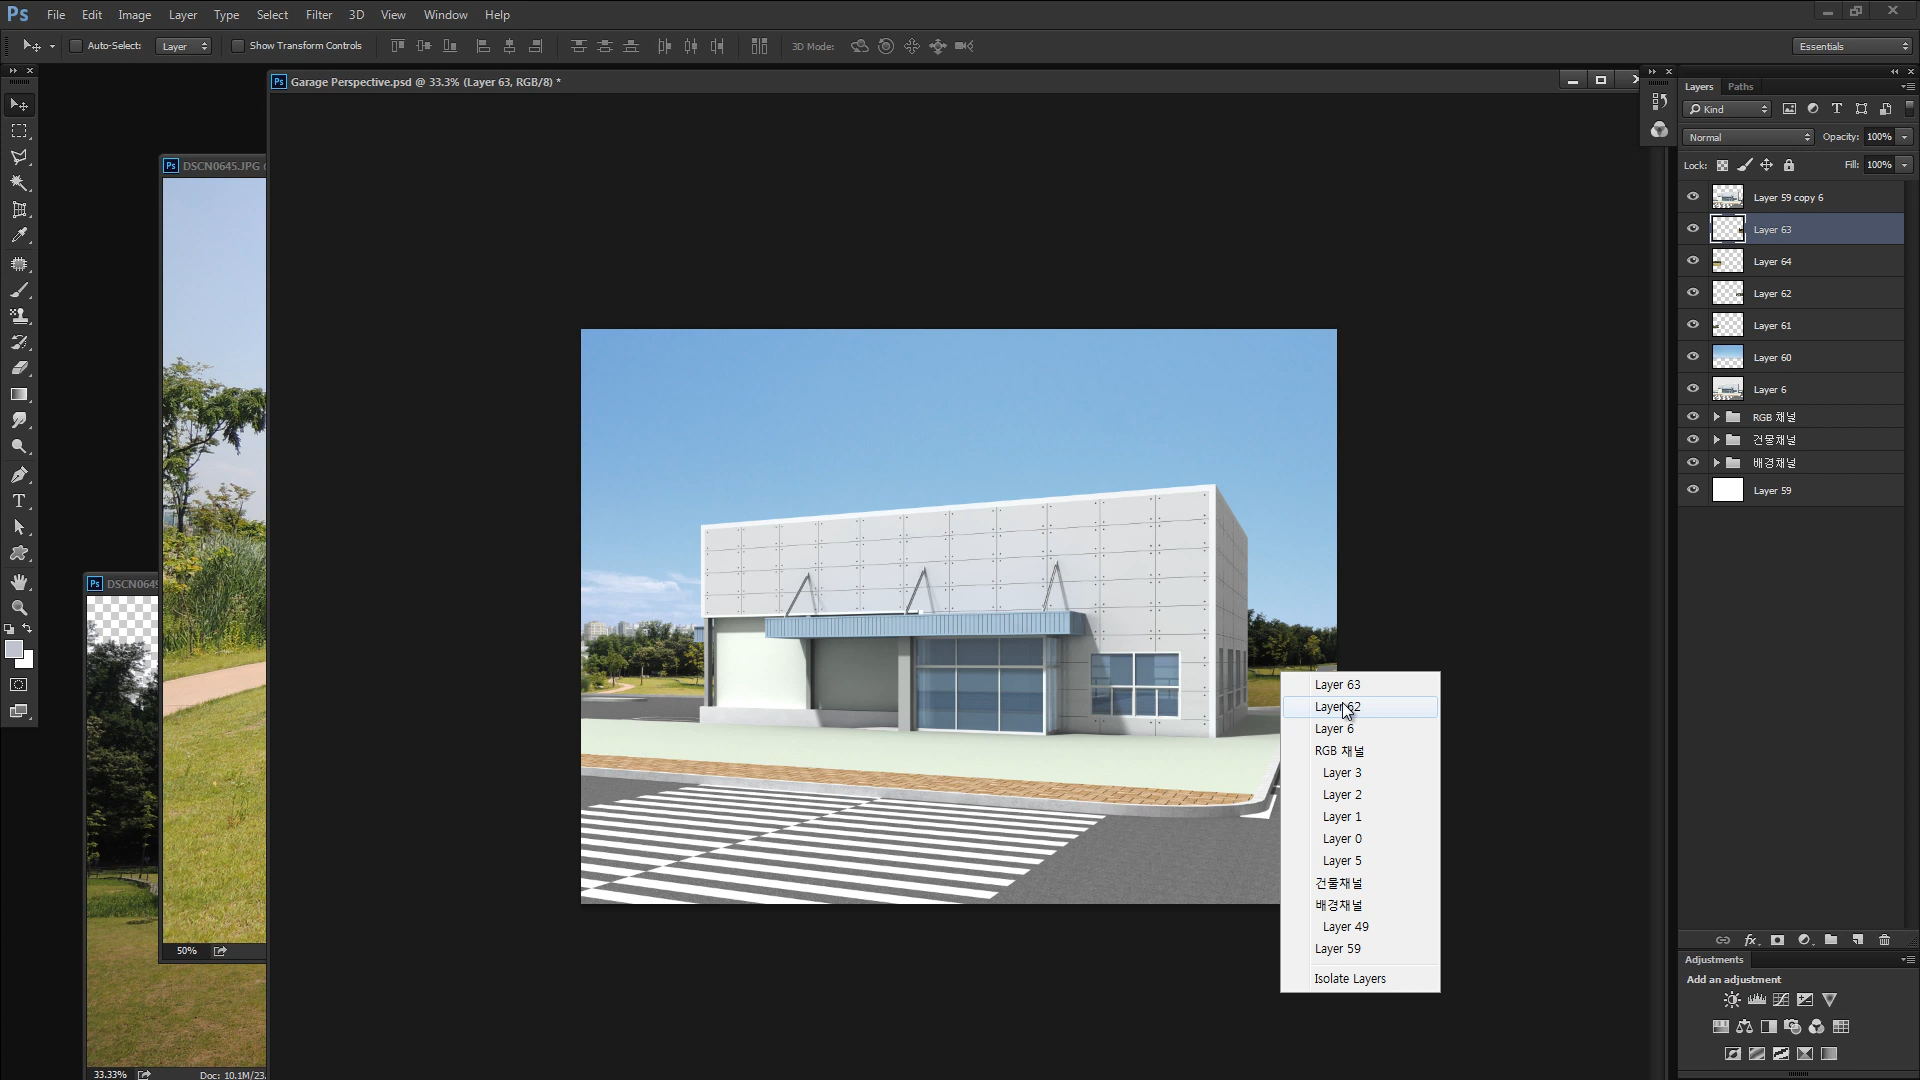 Ps File Edit Image Layer Type Select Filter 3D View Window Help
Auto-Select: Layer Show Transform Controls 3D Mode: Essentials
Ps Garage Perspective.psd @ 33.3% (Layer 63, RGB/8) *
Ps DSCN0645.JPG
Ps DSCN0649
50%
33.33% Doc: 10.1M/23.
Layer 63
Layer 62
Layer 6
RGB 채널
Layer 3
Layer 2
Layer 1
Layer 0
Layer 5
건물채널
배경채널
Layer 49
Layer 59
Isolate Layers
Layers Paths
Kind
Normal Opacity: 100%
Lock: Fill: 100%
Layer 59 copy 6
Layer 63
Layer 64
Layer 62
Layer 61
Layer 60
Layer 6
RGB 채널
건물채널
배경채널
Layer 59
Adjustments
Add an adjustment